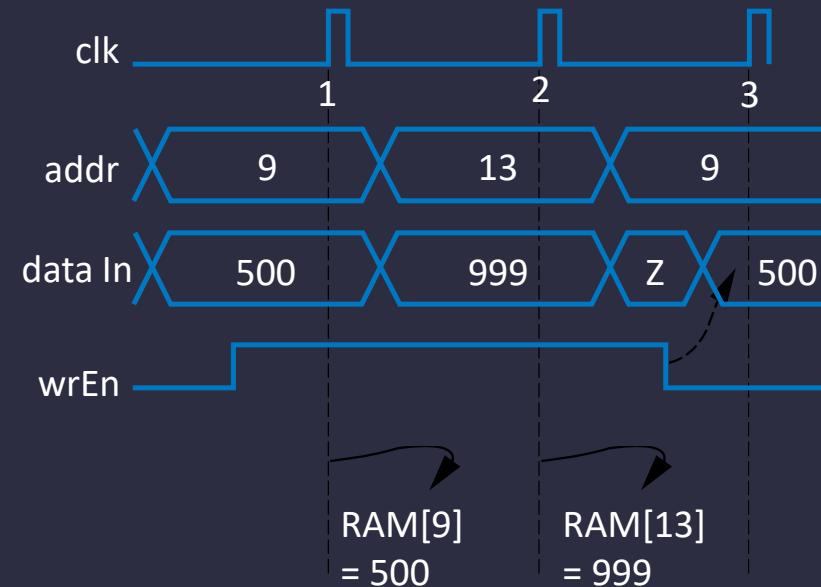 clk
1 2 3
addr 9 13 9
data In 500 999 Z 500
wrEn
RAM[9] RAM[13]
= 500 = 999